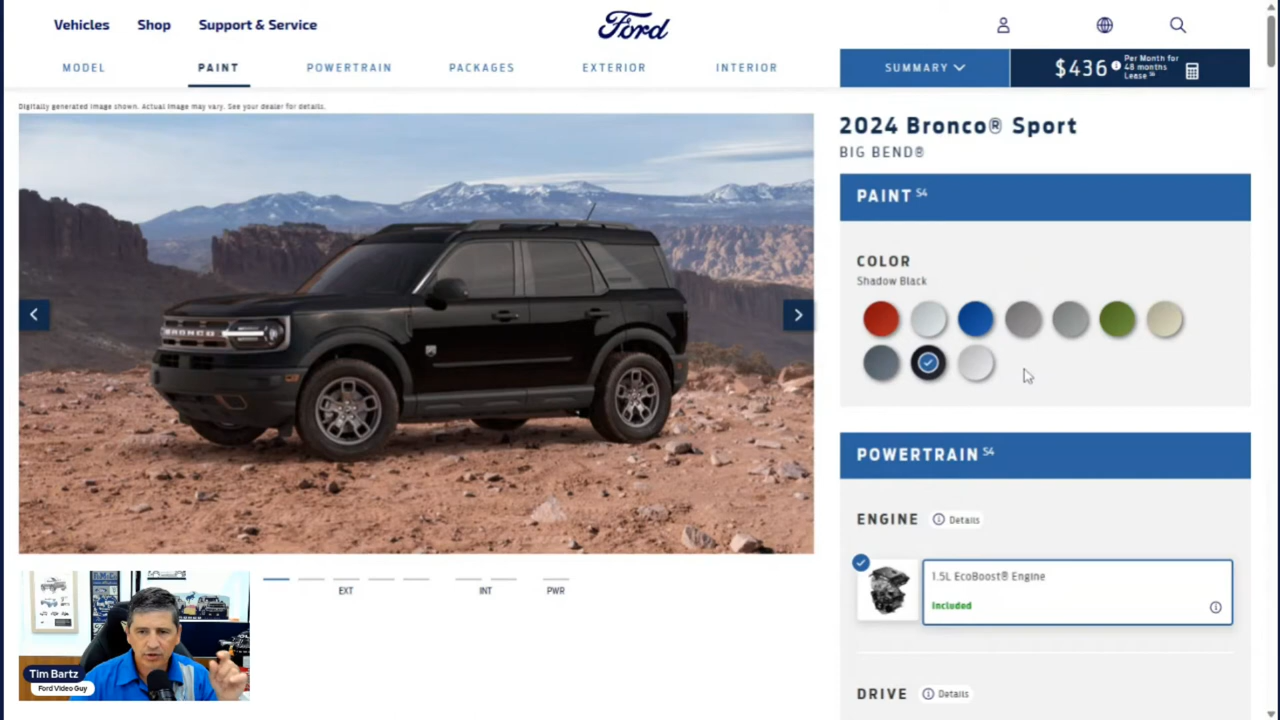 Vehicles
Shop
Support & Service
Ford
MODEL
PAINT
POWERTRAIN
PACKAGES
EXTERIOR
INTERIOR
SUMMARY
$436
Per Month for
48 months
Lease
Digitally generated image shown. Actual image may vary. See your dealer for details.
BRONCO
2024 Bronco® Sport
BIG BEND®
PAINT S4
COLOR
Shadow Black
POWERTRAIN S4
ENGINE
Details
1.5L EcoBoost® Engine
Included
DRIVE
Details
EXT
INT
PWR
Tim Bartz
Ford Video Guy